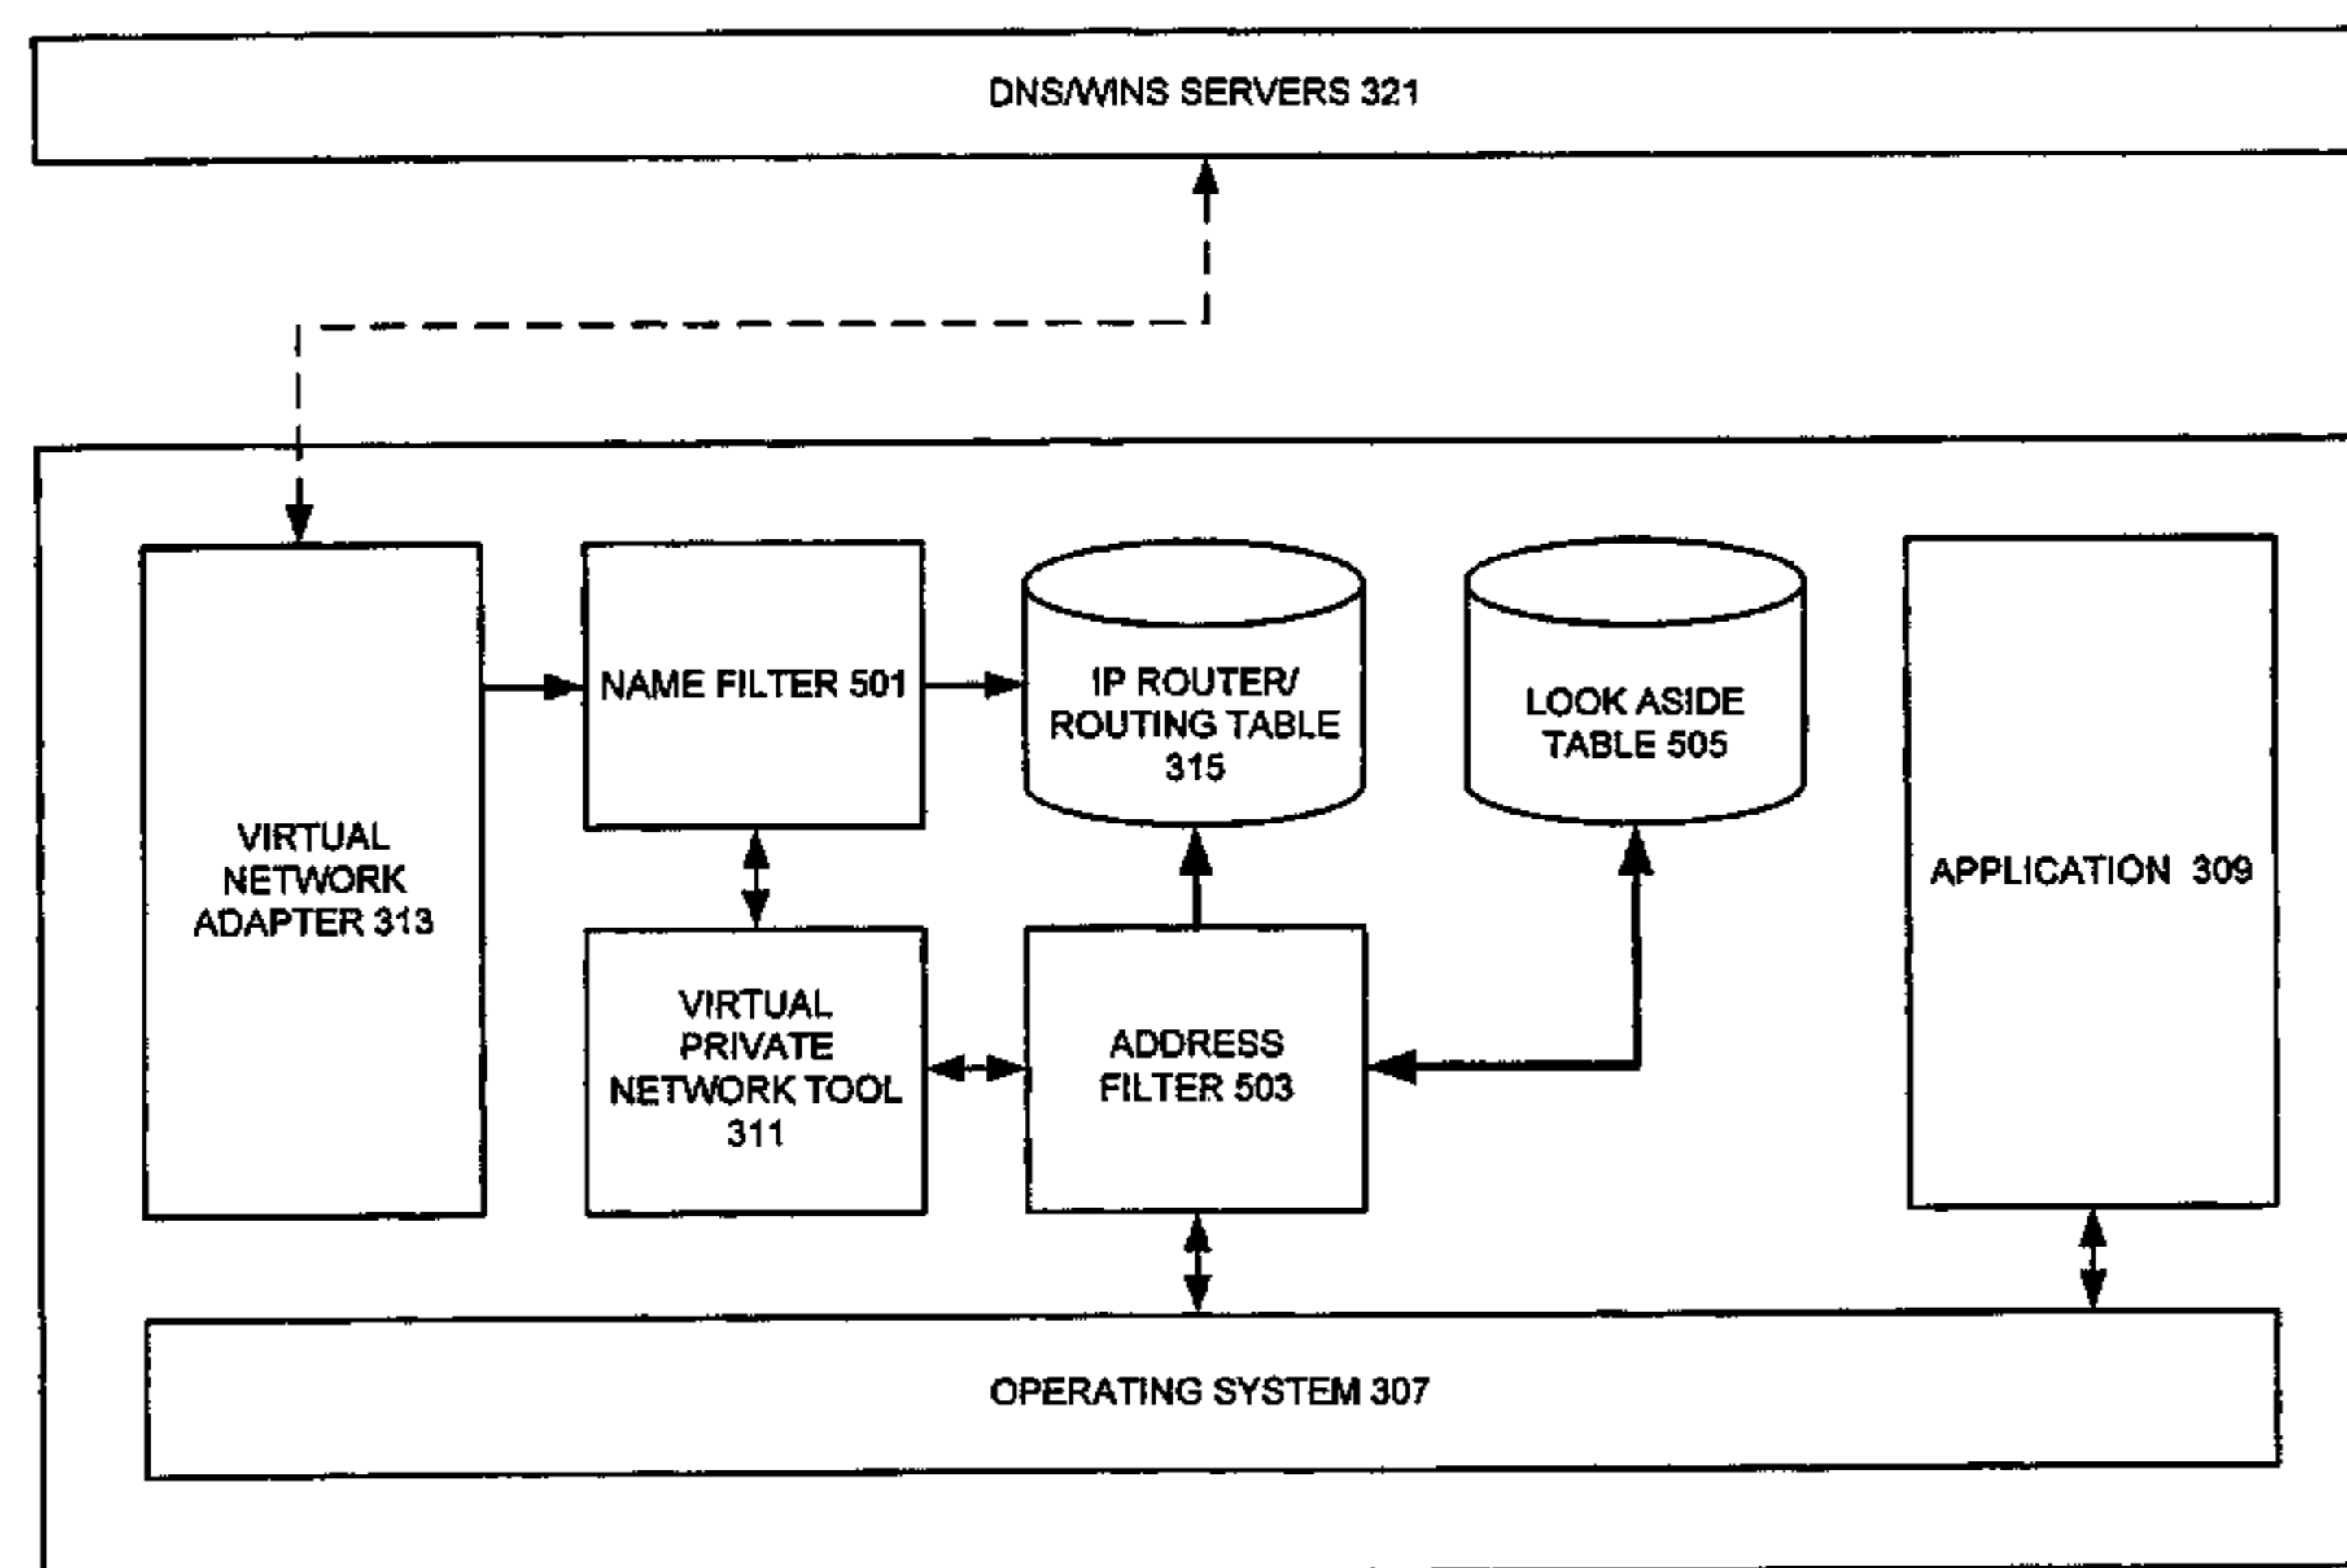 DNS/WINS SERVERS 321
VIRTUAL
NETWORK
ADAPTER 313
NAME FILTER 501
IP ROUTER/
ROUTING TABLE
315
LOOK ASIDE
TABLE 505
APPLICATION 309
VIRTUAL
PRIVATE
NETWORK TOOL
311
ADDRESS
FILTER 503
OPERATING SYSTEM 307